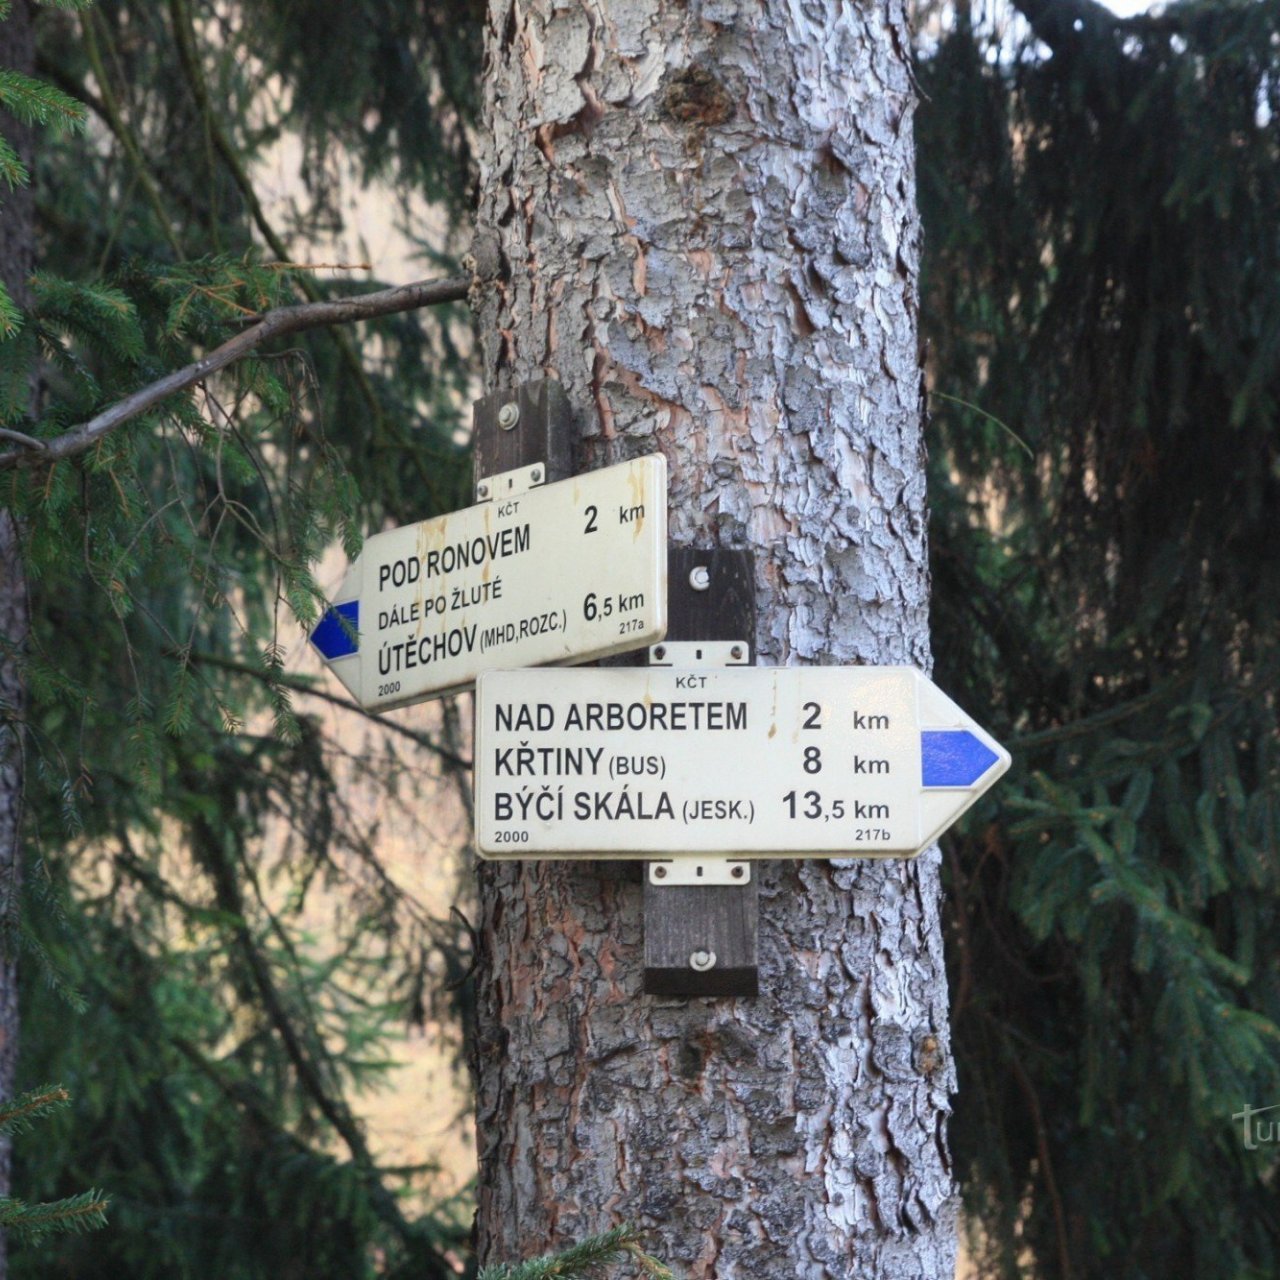 KČT
POD RONOVEM 2 km
DÁLE PO ŽLUTÉ
ÚTĚCHOV (MHD,ROZC.) 6,5 km
2000 217a
KČT
NAD ARBORETEM 2 km
KŘTINY (BUS) 8 km
BÝČÍ SKÁLA (JESK.) 13,5 km
2000 217b